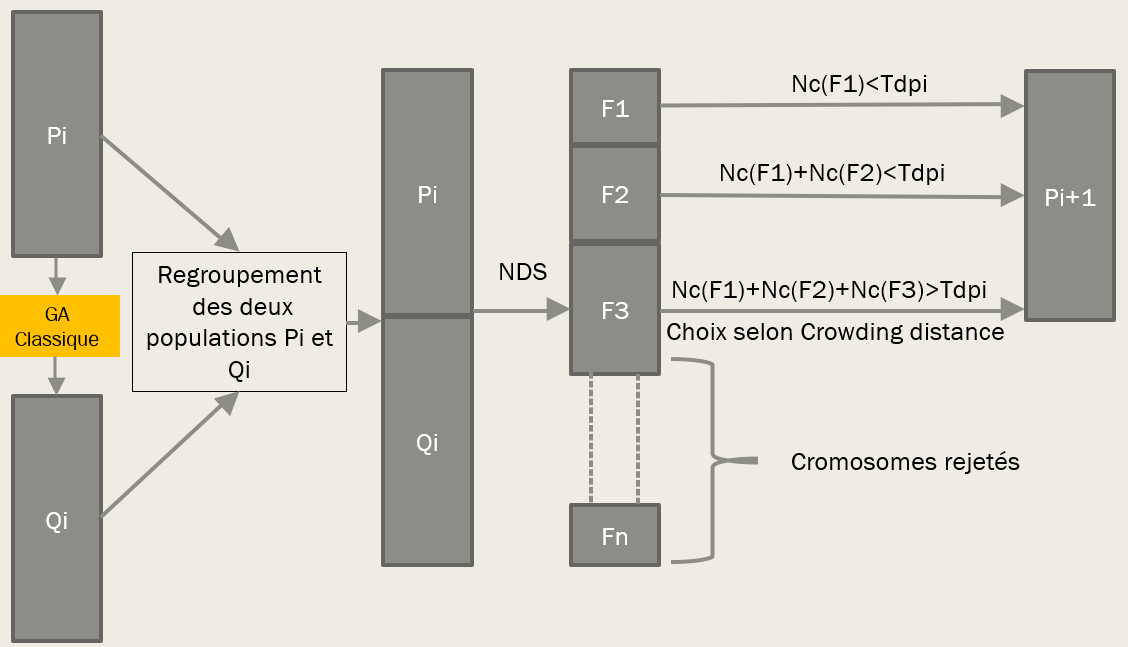 Pi
GA
Classique
Qi
Regroupement
des deux
populations Pi et
Qi
Pi
Qi
NDS
F1
F2
F3
Fn
Nc(F1)<Tdpi
Nc(F1)+Nc(F2)<Tdpi
Nc(F1)+Nc(F2)+Nc(F3)>Tdpi
Choix selon Crowding distance
Cromosomes rejetés
Pi+1